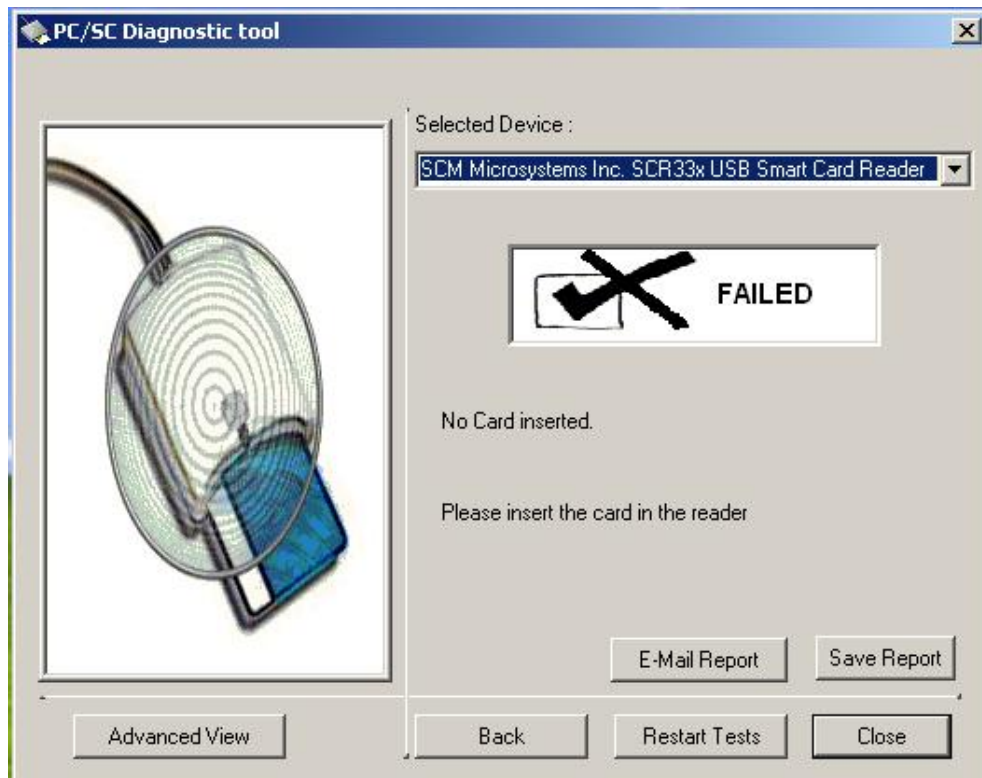 PC/SC Diagnostic tool
Selected Device :
SCM Microsystems Inc. SCR33x USB Smart Card Reader
FAILED
No Card inserted.
Please insert the card in the reader
E-Mail Report
Save Report
Advanced View
Back
Restart Tests
Close